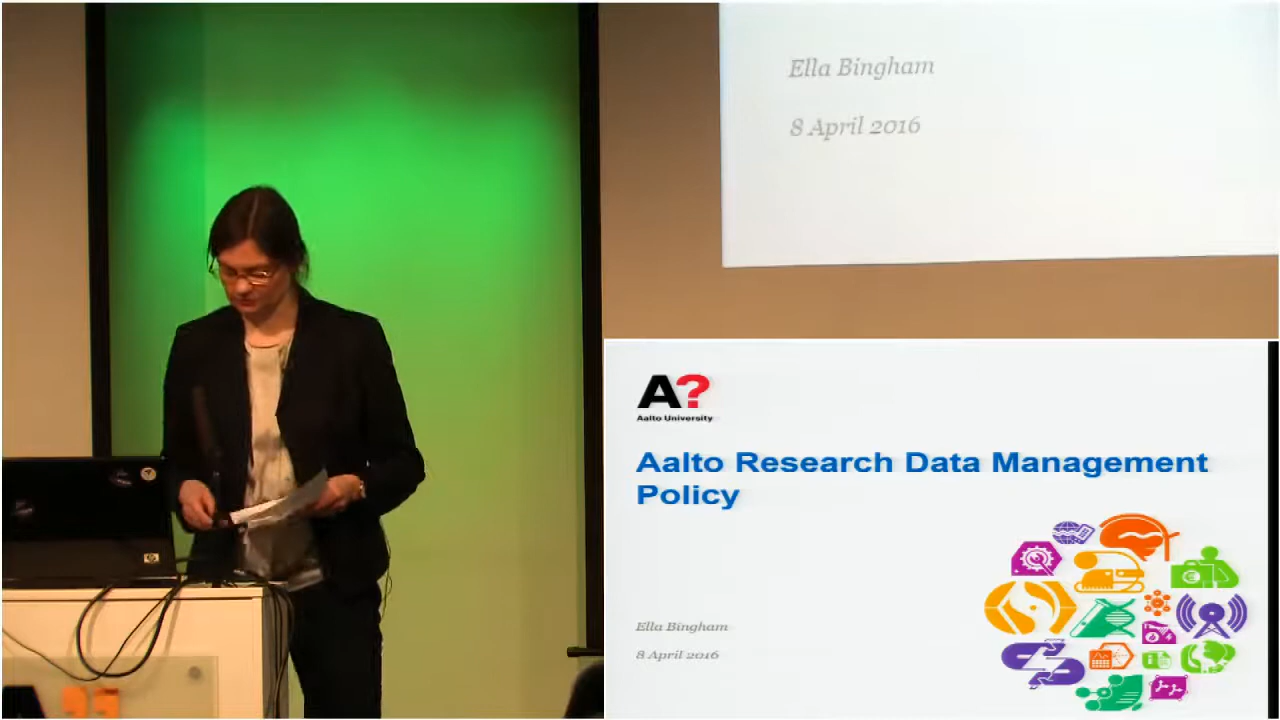 Ella Bingham
8 April 2016
A?
Aalto University
Aalto Research Data Management
Policy
Ella Bingham
8 April 2016